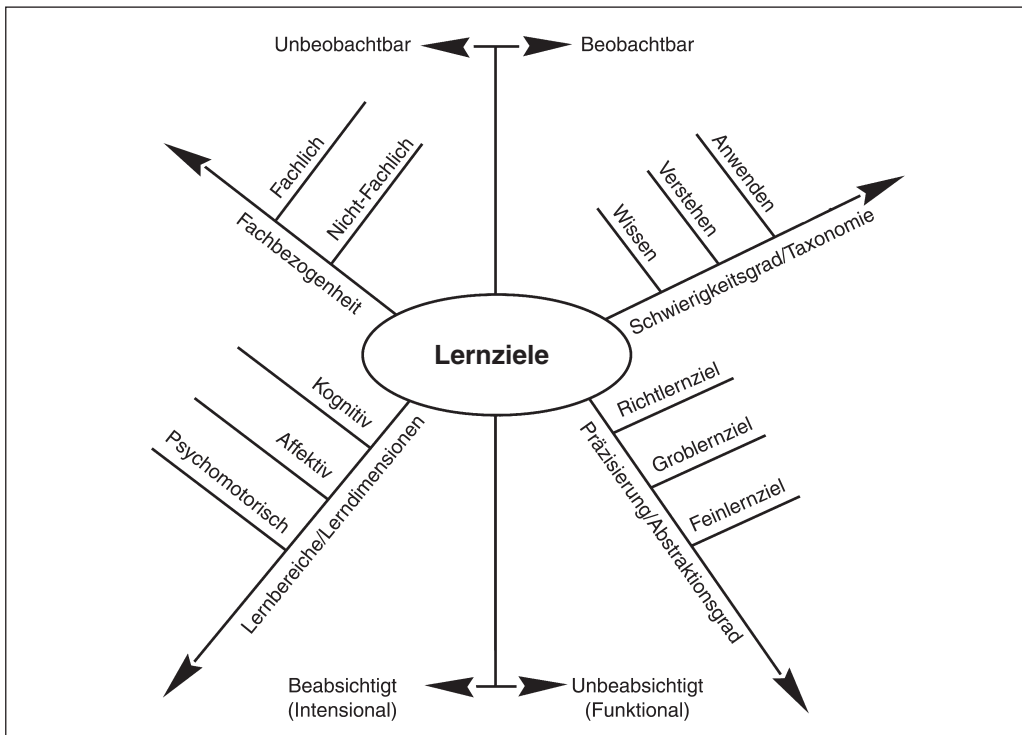 Unbeobachtbar
Beobachtbar
Fachlich
Nicht-Fachlich
Fachbezogenheit
Wissen
Verstehen
Anwenden
Schwierigkeitsgrad/Taxonomie
Lernziele
Kognitiv
Affektiv
Psychomotorisch
Lernbereiche/Lerndimensionen
Richtlernziel
Groblernziel
Feinlernziel
Präzisierung/Abstraktionsgrad
Beabsichtigt
(Intensional)
Unbeabsichtigt
(Funktional)